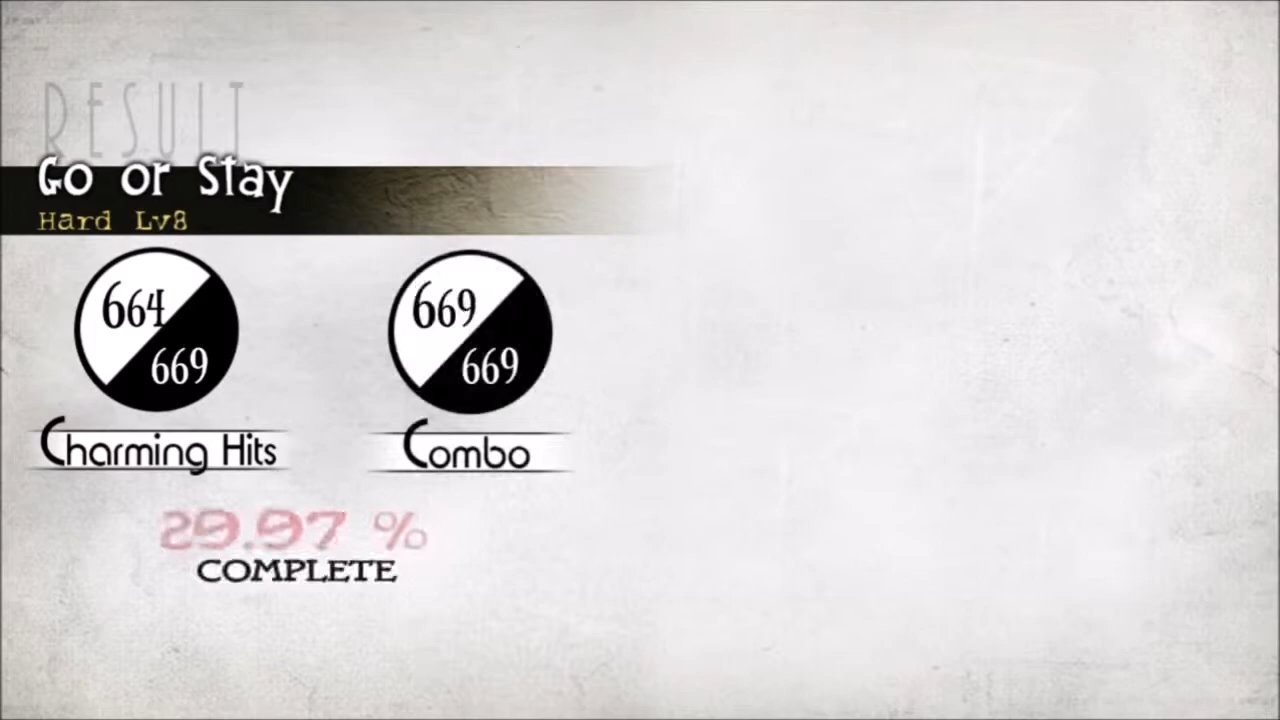 RESULT
Go or Stay
Hard Lv8
664
669
669
669
Charming Hits
Combo
29.97 %
COMPLETE